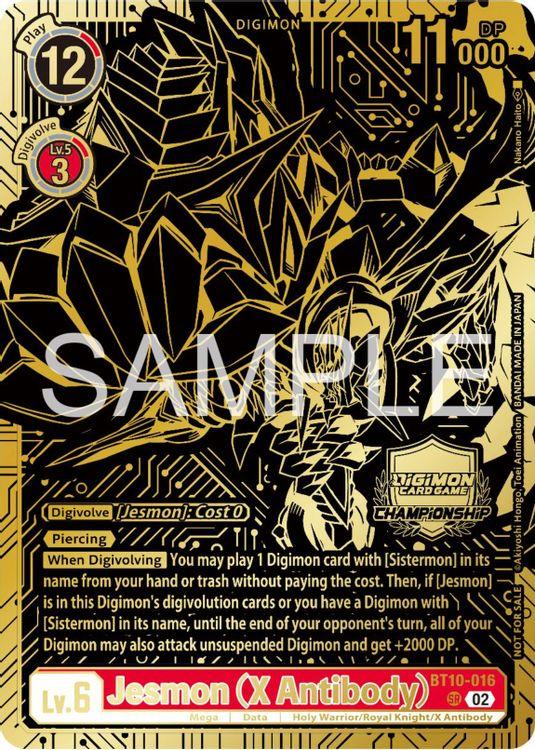 DIGIMON
Play
12
11000 DP
Digivolve
Lv.5
3
Nakano Haito
SAMPLE
DIGIMON
CARD GAME
CHAMPIONSHIP
Digivolve [Jesmon]: Cost 0
Piercing
When Digivolving You may play 1 Digimon card with [Sistermon] in its
name from your hand or trash without paying the cost. Then, if [Jesmon]
is in this Digimon's digivolution cards or you have a Digimon with
[Sistermon] in its name, until the end of your opponent's turn, all of your
Digimon may also attack unsuspended Digimon and get +2000 DP.
NOT FOR SALE ©Akiyoshi Hongo, Toei Animation / BANDAI MADE IN JAPAN
Lv.6
Jesmon (X Antibody)
BT10-016
SR 02
Mega Data Holy Warrior/Royal Knight/X Antibody